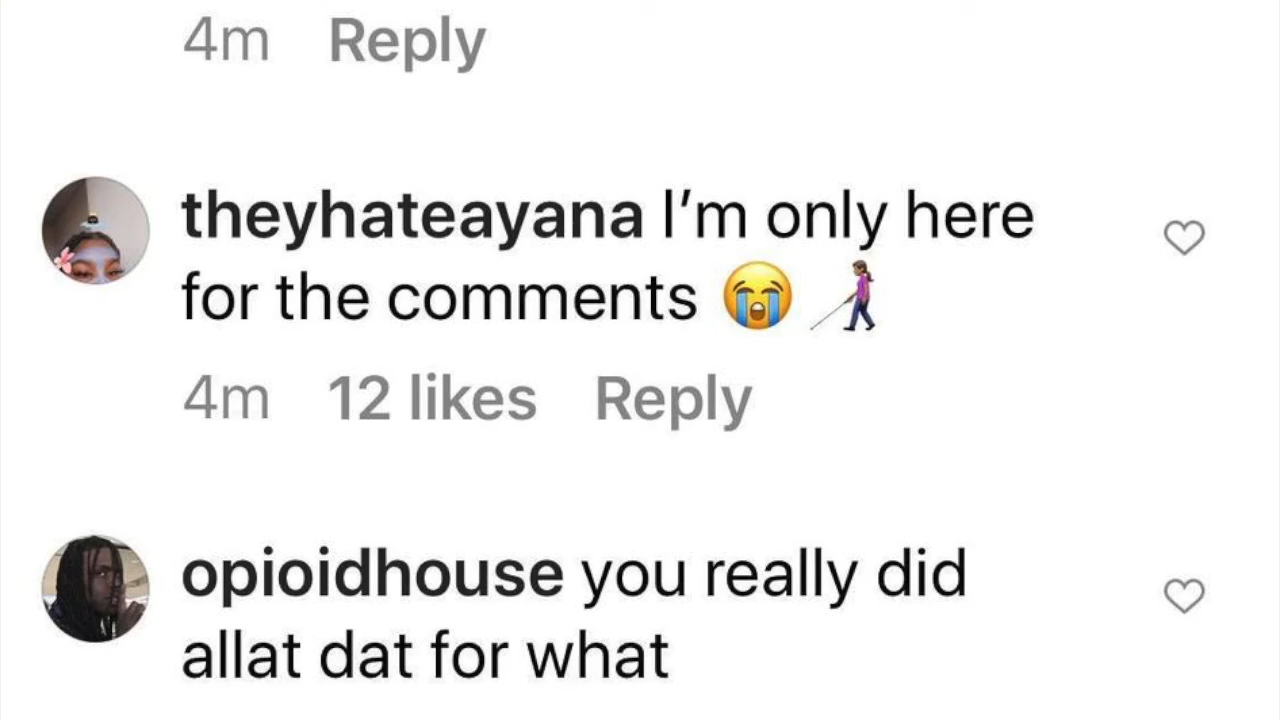 4m Reply
theyhateayana I’m only here
for the comments 😭 👩🏽‍🦯
4m 12 likes Reply
opioidhouse you really did
allat dat for what